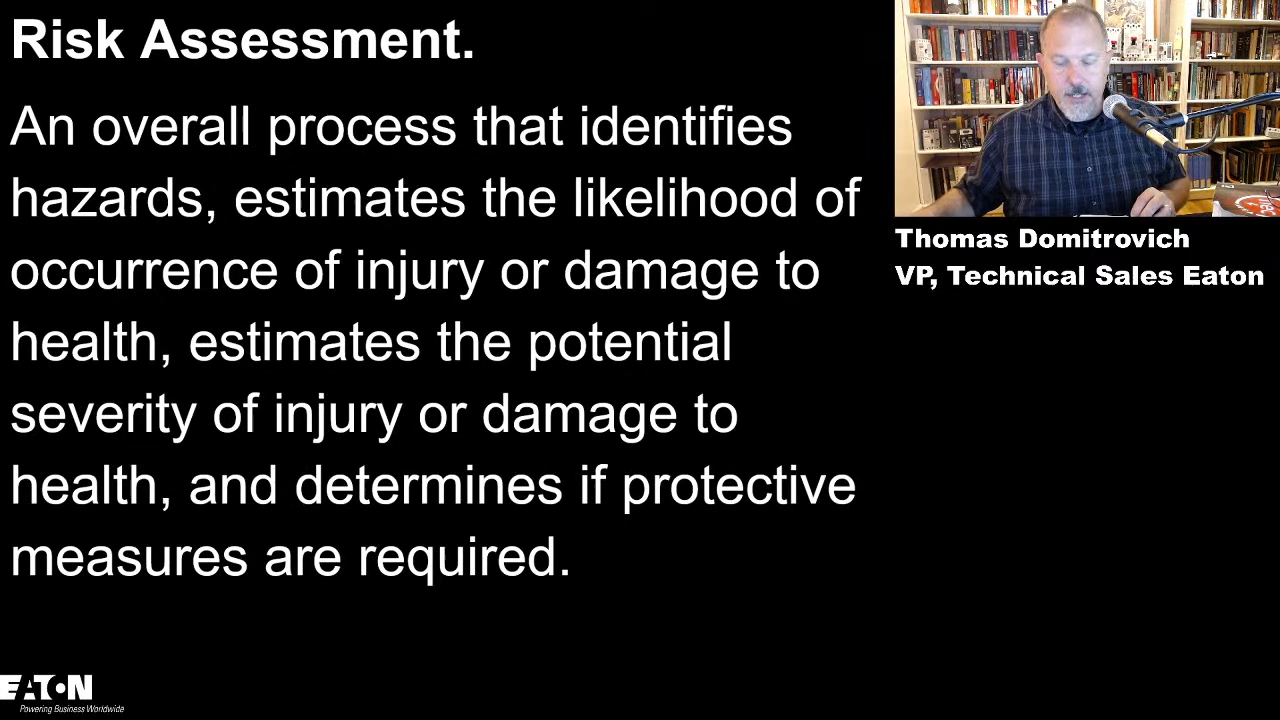 Risk Assessment.
An overall process that identifies
hazards, estimates the likelihood of
occurrence of injury or damage to
health, estimates the potential
severity of injury or damage to
health, and determines if protective
measures are required.
Thomas Domitrovich
VP, Technical Sales Eaton
EATON
Powering Business Worldwide